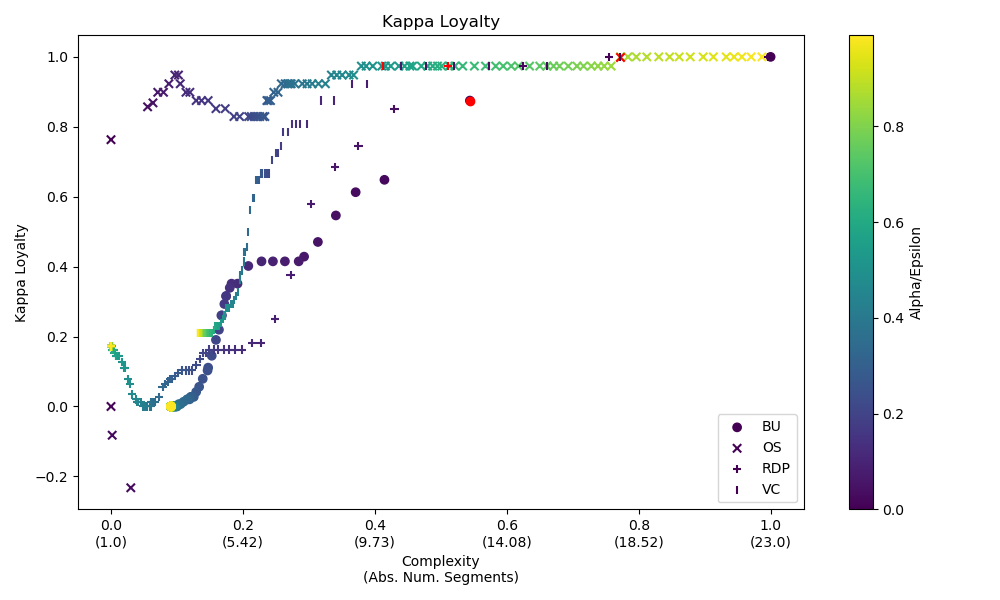 Kappa Loyalty
Kappa Loyalty
1.0
0.8
0.6
0.4
0.2
0.0
−0.2
0.0 0.2 0.4 0.6 0.8 1.0
(1.0) (5.42) (9.73) (14.08) (18.52) (23.0)
Complexity
(Abs. Num. Segments)
BU
OS
RDP
VC
0.8
0.6
0.4
0.2
0.0
Alpha/Epsilon